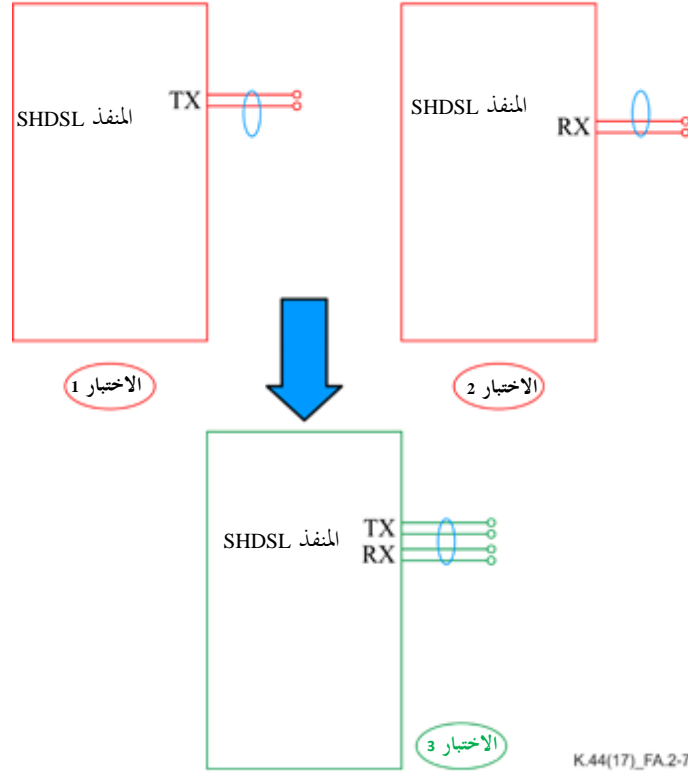 TX
المنفذ SHDSL
المنفذ SHDSL
RX
الاختبار 1
الاختبار 2
المنفذ SHDSL
TX
RX
الاختبار 3
K.44(17)_FA.2-7